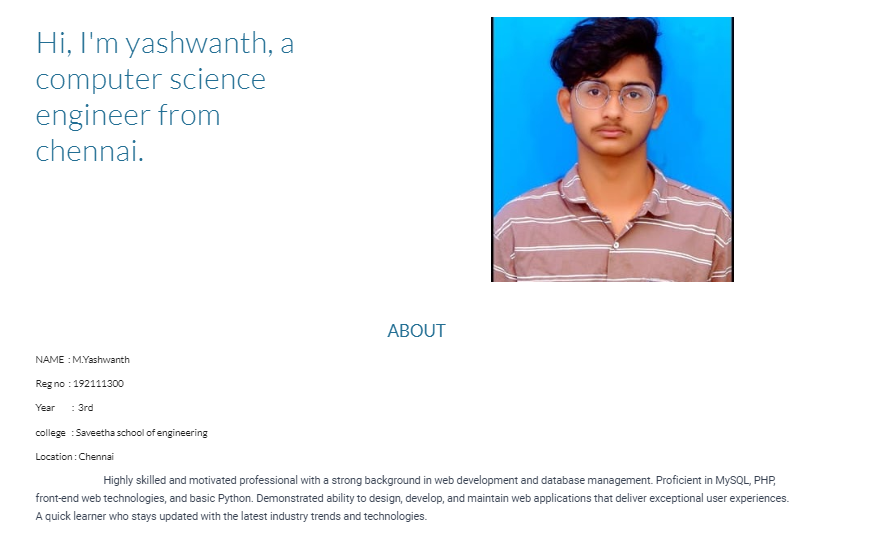 Hi, I'm yashwanth, a
computer science
engineer from
chennai.
ABOUT
NAME : M.Yashwanth
Reg no : 192111300
Year : 3rd
college : Saveetha school of engineering
Location : Chennai
Highly skilled and motivated professional with a strong background in web development and database management. Proficient in MySQL, PHP,
front-end web technologies, and basic Python. Demonstrated ability to design, develop, and maintain web applications that deliver exceptional user experiences.
A quick learner who stays updated with the latest industry trends and technologies.